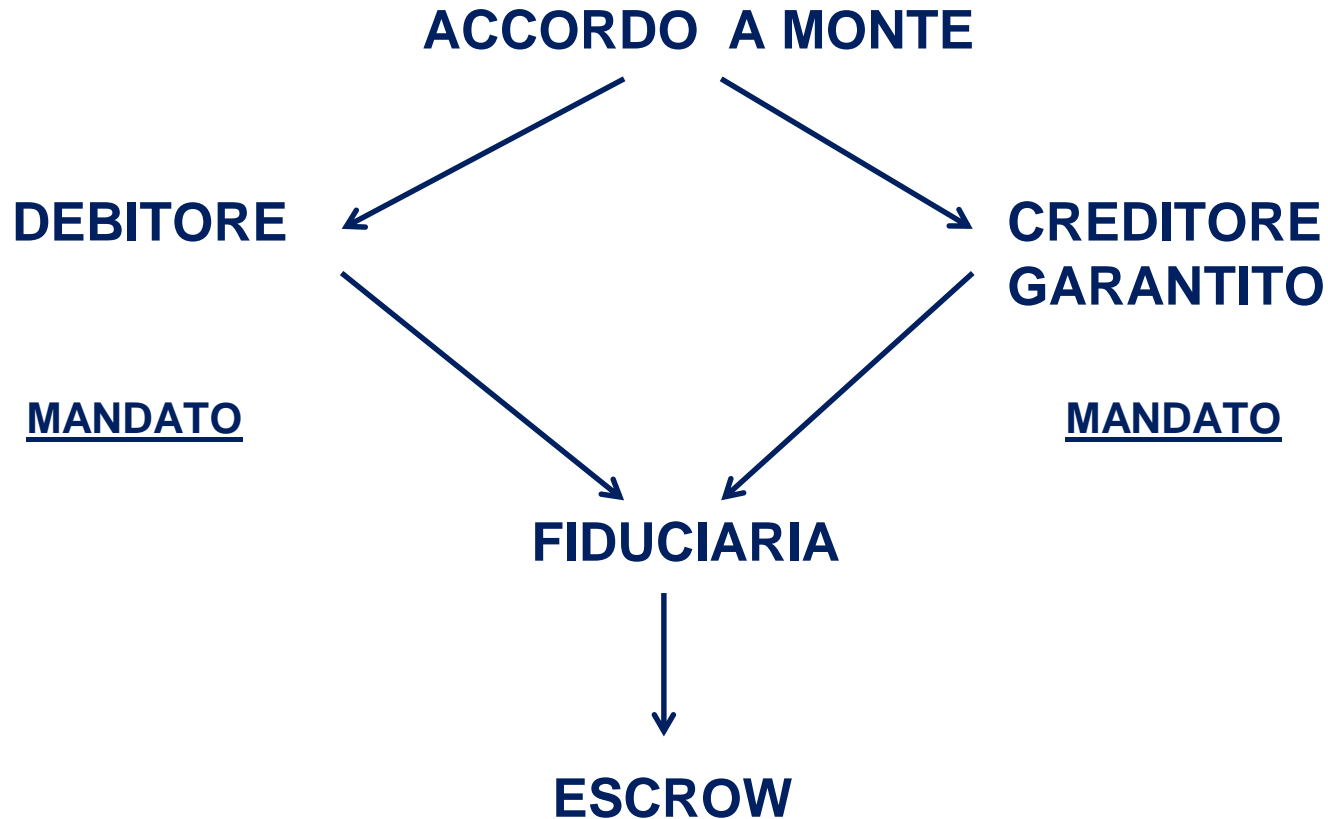 ACCORDO A MONTE
DEBITORE
CREDITORE
GARANTITO
MANDATO
MANDATO
FIDUCIARIA
ESCROW